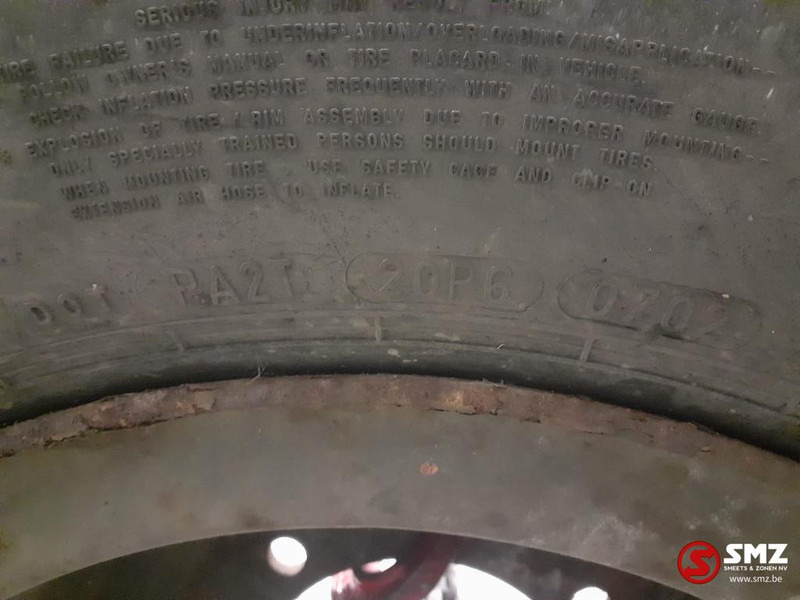 SERIOUS INJURY MAY RESULT FROM:
TIRE FAILURE DUE TO UNDERINFLATION/OVERLOADING/MISAPPLICATION--
FOLLOW OWNER'S MANUAL OR TIRE PLACARD IN VEHICLE.
CHECK INFLATION PRESSURE FREQUENTLY WITH AN ACCURATE GAUGE
EXPLOSION OF TIRE/RIM ASSEMBLY DUE TO IMPROPER MOUNTING--
ONLY SPECIALLY TRAINED PERSONS SHOULD MOUNT TIRES.
WHEN MOUNTING TIRE USE SAFETY CAGE AND CLIP-ON
EXTENSION AIR HOSE TO INFLATE.
DOT PA2T 20P6 0702
SMZ
SMEETS & ZONEN NV
www.smz.be